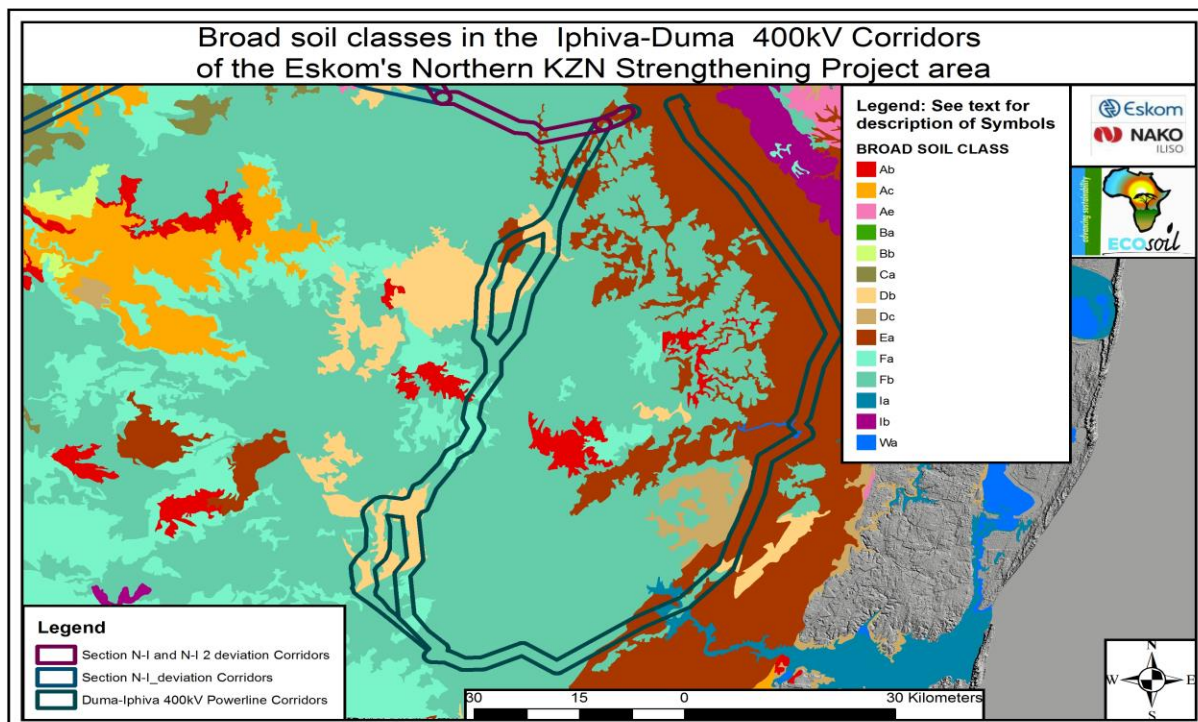 Broad soil classes in the Iphiva-Duma 400kV Corridors
of the Eskom's Northern KZN Strengthening Project area
Legend: See text for
description of Symbols
BROAD SOIL CLASS
Ab
Ac
Ae
Ba
Bb
Ca
Db
Dc
Ea
Fa
Fb
Ia
Ib
Wa
Eskom
NAKO
ILISO
advancing sustainability
ECOsoil
Legend
Section N-I and N-I 2 deviation Corridors
Section N-I_deviation Corridors
Duma-Iphiva 400kV Powerline Corridors
30 15 0 30 Kilometers
N
W E
S